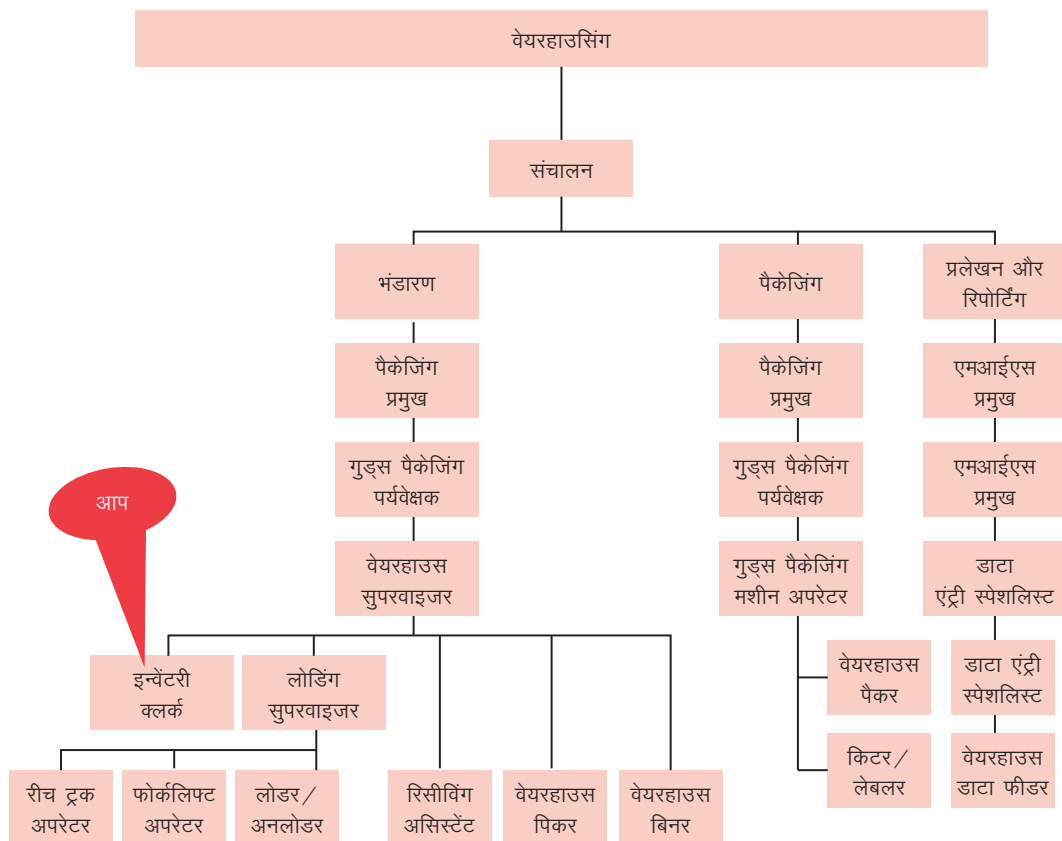 वेयरहाउसिंग
संचालन
भंडारण
पैकेजिंग
प्रलेखन और
रिपोर्टिंग
पैकेजिंग
प्रमुख
पैकेजिंग
प्रमुख
एमआईएस
प्रमुख
गुड्स पैकेजिंग
पर्यवेक्षक
गुड्स पैकेजिंग
पर्यवेक्षक
एमआईएस
प्रमुख
आप
वेयरहाउस
सुपरवाइजर
गुड्स पैकेजिंग
मशीन अपरेटर
डाटा
एंट्री स्पेशलिस्ट
इन्वेंटरी
क्लर्क
लोडिंग
सुपरवाइजर
वेयरहाउस
पैकर
डाटा एंट्री
स्पेशलिस्ट
रीच ट्रक
अपरेटर
फोर्कलिफ्ट
अपरेटर
लोडर/
अनलोडर
रिसीविंग
असिस्टेंट
वेयरहाउस
पिकर
वेयरहाउस
बिनर
किटर/
लेबलर
वेयरहाउस
डाटा फीडर